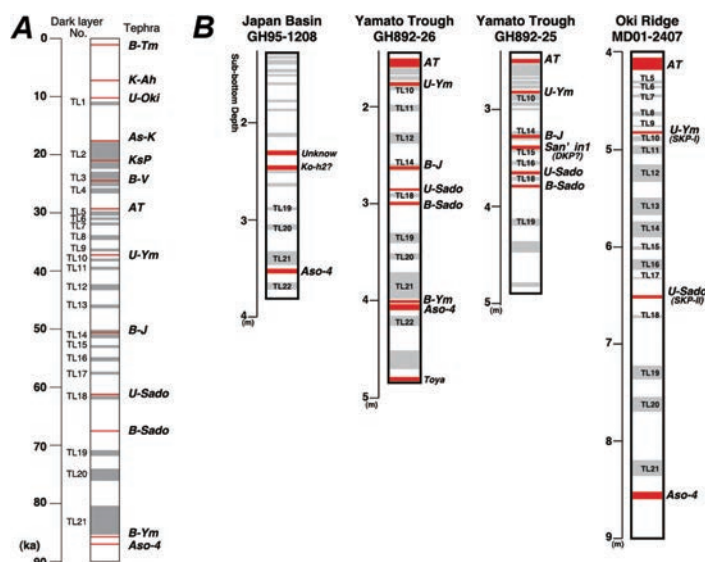 A
Dark layer
No.
Tephra
0
B-Tm
K-Ah
10
U-Oki
TL1
As-K
TL2
20
KsP
TL3
B-V
TL4
AT
30
TL5
TL6
TL7
TL8
TL9
U-Ym
TL10
40
TL11
TL12
TL13
50
B-J
TL14
TL15
TL16
TL17
60
U-Sado
TL18
B-Sado
70
TL19
TL20
80
TL21
B-Ym
(ka)
Aso-4
90
B
Japan Basin
GH95-1208
Sub-bottom Depth
2
Unknow
Ko-h2?
TL19
3
TL20
TL21
Aso-4
TL22
4
(m)
Yamato Trough
GH892-26
AT
U-Ym
2
TL10
TL01
TL12
TL14
B-J
U-Sado
TL18
3
B-Sado
TL19
TL20
TL21
4
B-Ym
Aso-4
TL22
Toya
5
(m)
Yamato Trough
GH892-25
AT
U-Ym
TL10
3
TL14
B-J
San' in1
(DKP?)
TL15
TL16
U-Sado
TL18
B-Sado
4
TL19
5
(m)
Oki Ridge
MD01-2407
4
AT
TL5
TL6
TL7
TL8
TL9
U-Ym
(SKP-I)
TL10
5
TL11
TL12
TL13
TL14
6
TL15
TL16
TL17
U-Sado
(SKP-II)
TL18
7
TL19
TL20
8
TL21
Aso-4
9
(m)